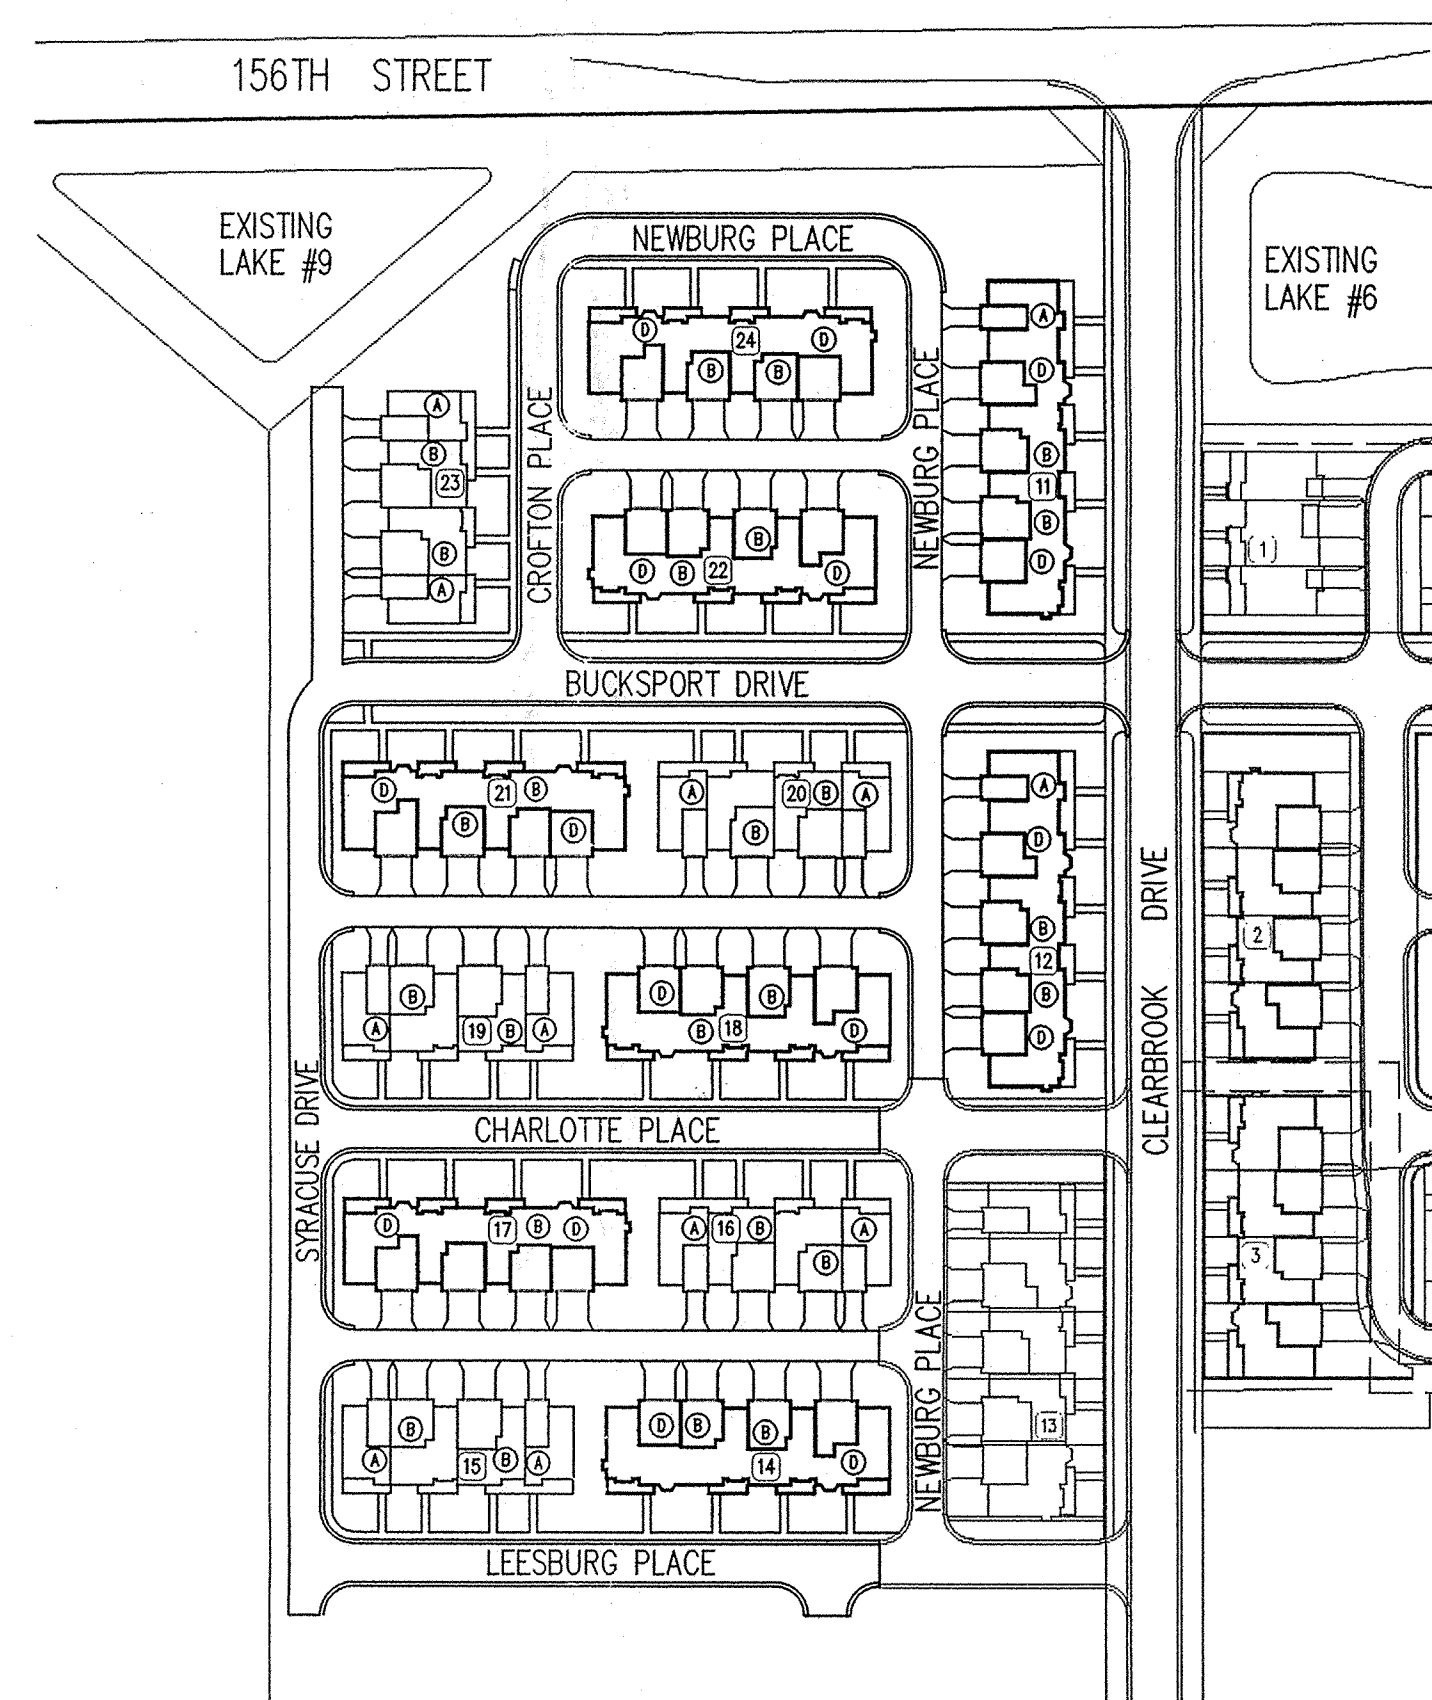 156TH STREET
EXISTING
LAKE #9
NEWBURG PLACE
EXISTING
LAKE #6
A
D
24
D
B
B
D
NEWBURG PLACE
CROFTON PLACE
A
B
23
B
A
B
11
B
D
1
B
D
B
22
D
BUCKSPORT DRIVE
D
21
B
B
D
A
20
B
A
B
A
D
B
12
B
D
CLEARBROOK DRIVE
2
B
A
19
B
A
D
B
B
18
D
SYRACUSE DRIVE
CHARLOTTE PLACE
D
17
B
D
A
16
B
A
B
3
NEWBURG PLACE
B
A
15
B
A
D
B
B
14
D
13
LEESBURG PLACE